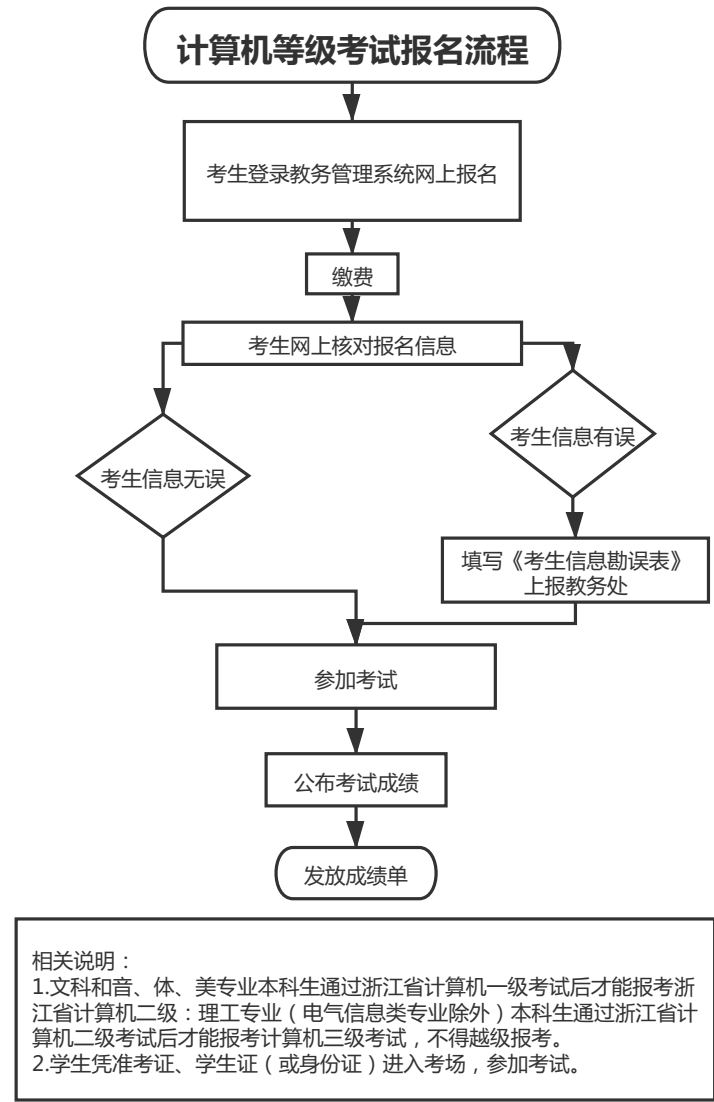 计算机等级考试报名流程
考生登录教务管理系统网上报名
缴费
考生网上核对报名信息
考生信息无误
考生信息有误
填写《考生信息勘误表》
上报教务处
参加考试
公布考试成绩
发放成绩单
相关说明：
1.文科和音、体、美专业本科生通过浙江省计算机一级考试后才能报考浙
江省计算机二级：理工专业（电气信息类专业除外）本科生通过浙江省计
算机二级考试后才能报考计算机三级考试，不得越级报考。
2.学生凭准考证、学生证（或身份证）进入考场，参加考试。